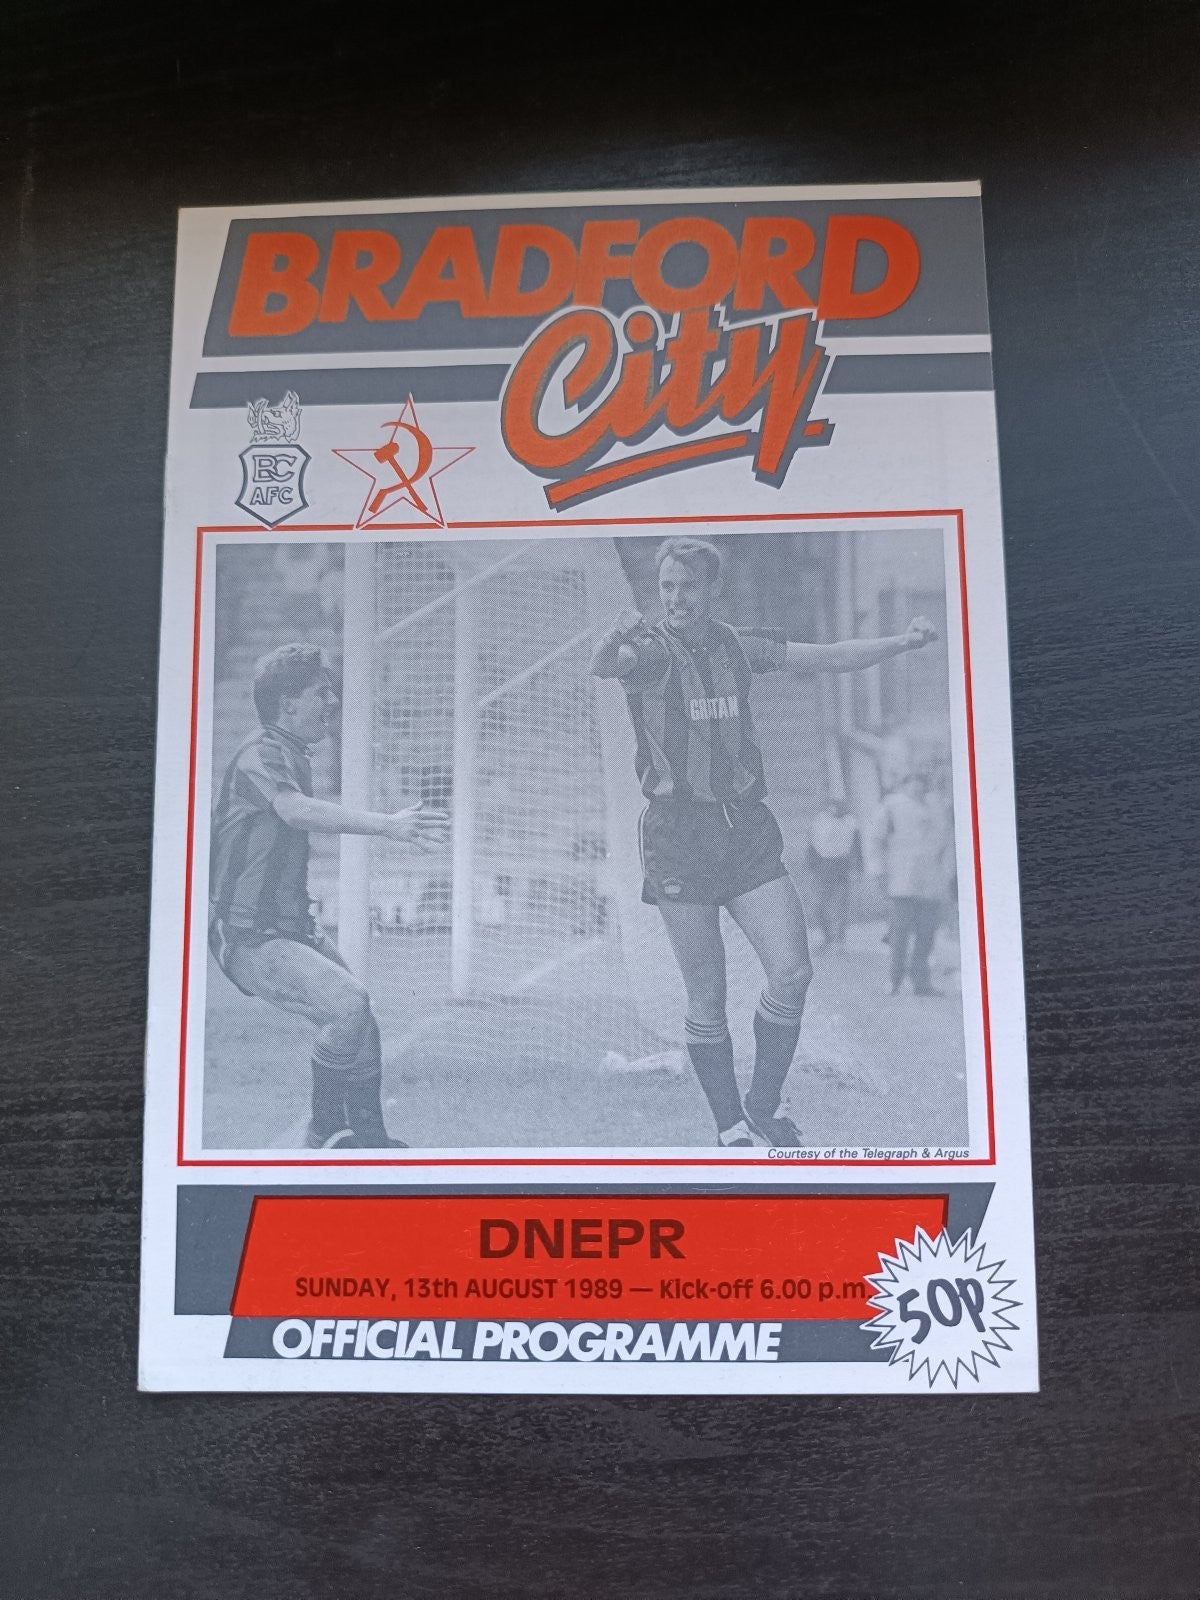 BRADFORD
City
BC
AFC
GRATTAN
Courtesy of the Telegraph & Argus
DNEPR
SUNDAY, 13th AUGUST 1989 — Kick-off 6.00 p.m.
50p
OFFICIAL PROGRAMME